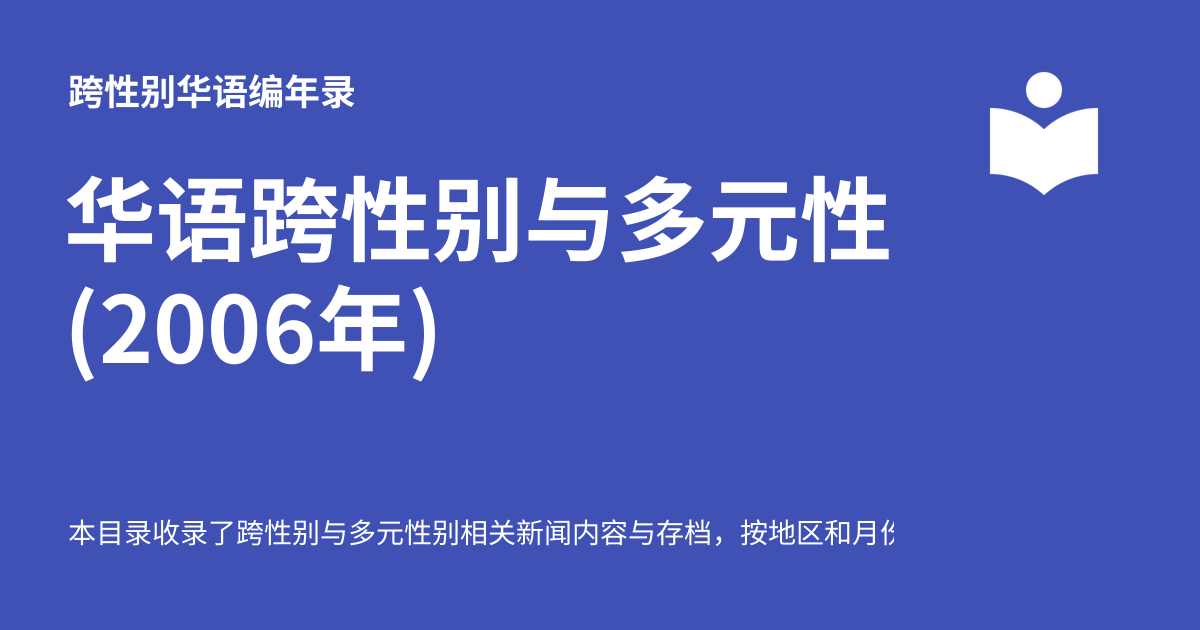 跨性别华语编年录
华语跨性别与多元性
(2006年)
本目录收录了跨性别与多元性别相关新闻内容与存档，按地区和月份